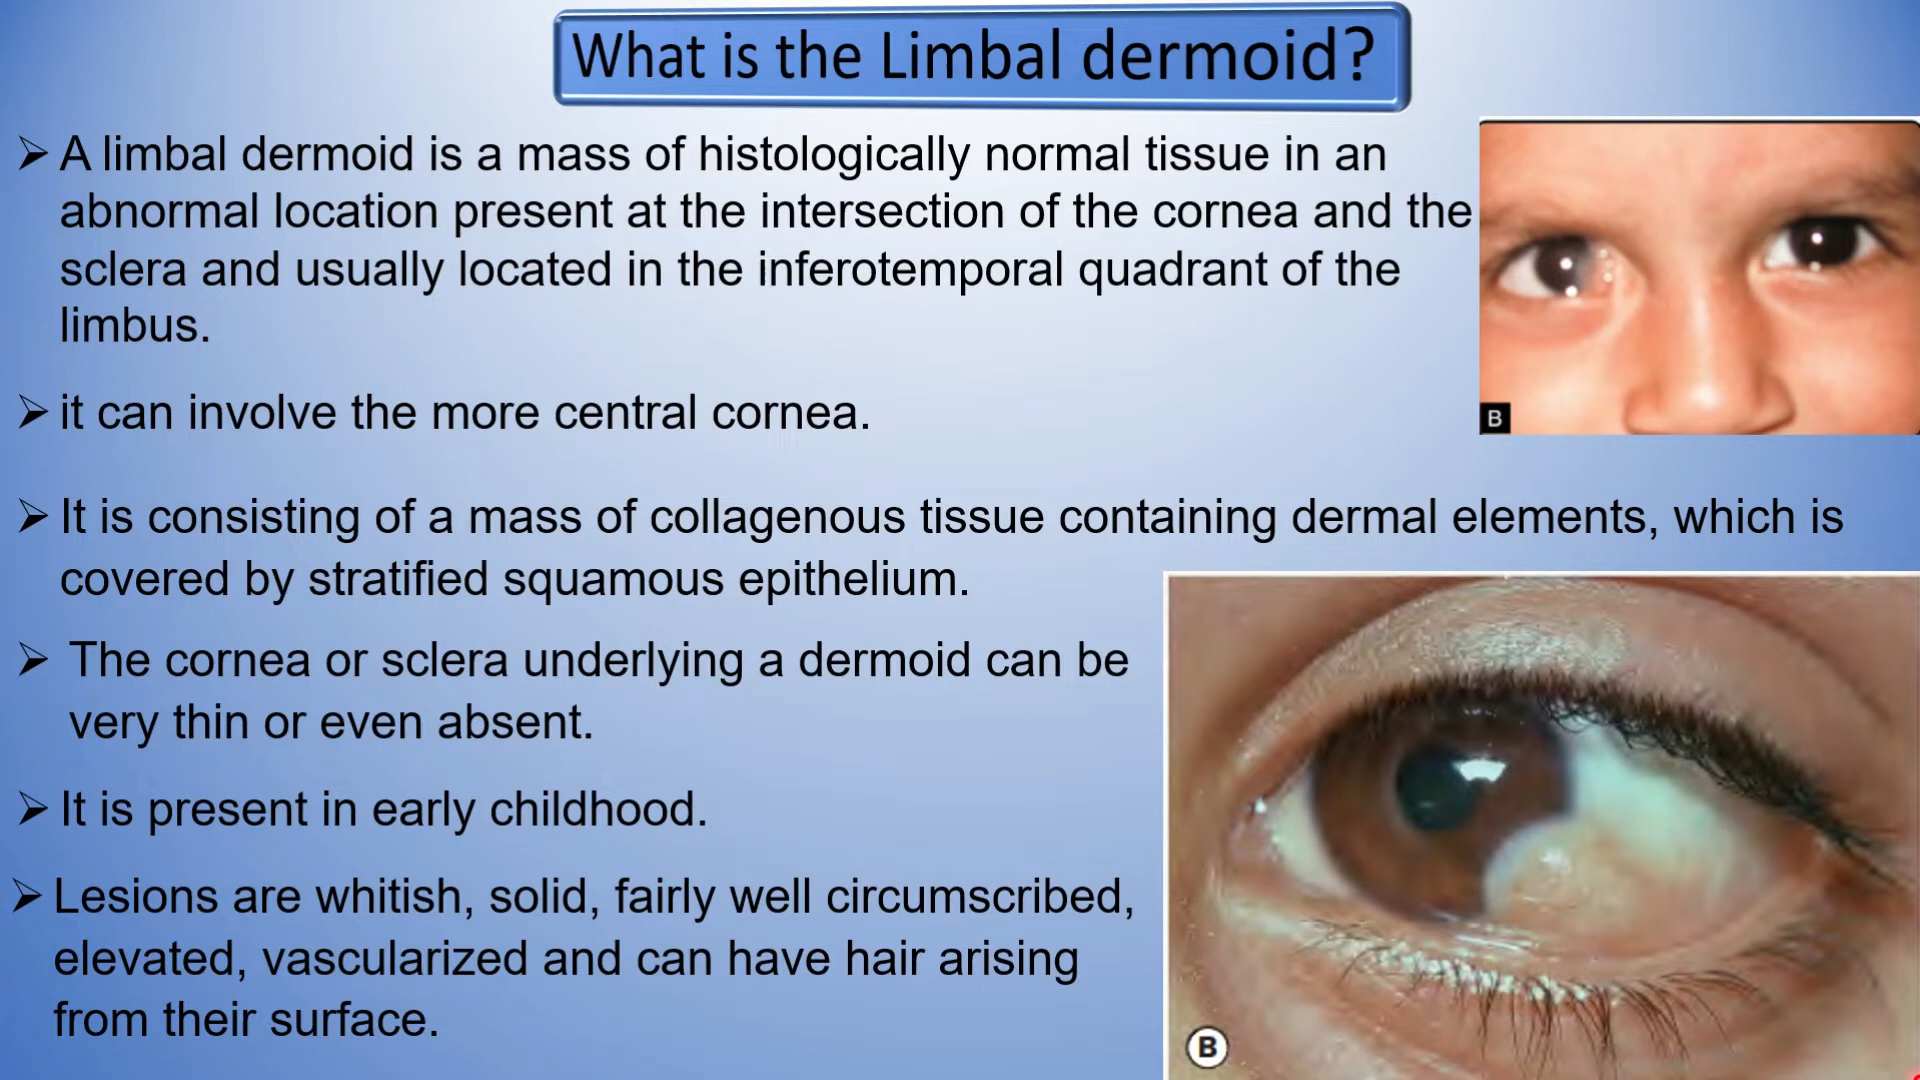 What is the Limbal dermoid?
➢ A limbal dermoid is a mass of histologically normal tissue in an
abnormal location present at the intersection of the cornea and the
sclera and usually located in the inferotemporal quadrant of the
limbus.
B
➢ it can involve the more central cornea.
➢ It is consisting of a mass of collagenous tissue containing dermal elements, which is
covered by stratified squamous epithelium.
➢ The cornea or sclera underlying a dermoid can be
very thin or even absent.
➢ It is present in early childhood.
➢ Lesions are whitish, solid, fairly well circumscribed,
elevated, vascularized and can have hair arising
from their surface.
B